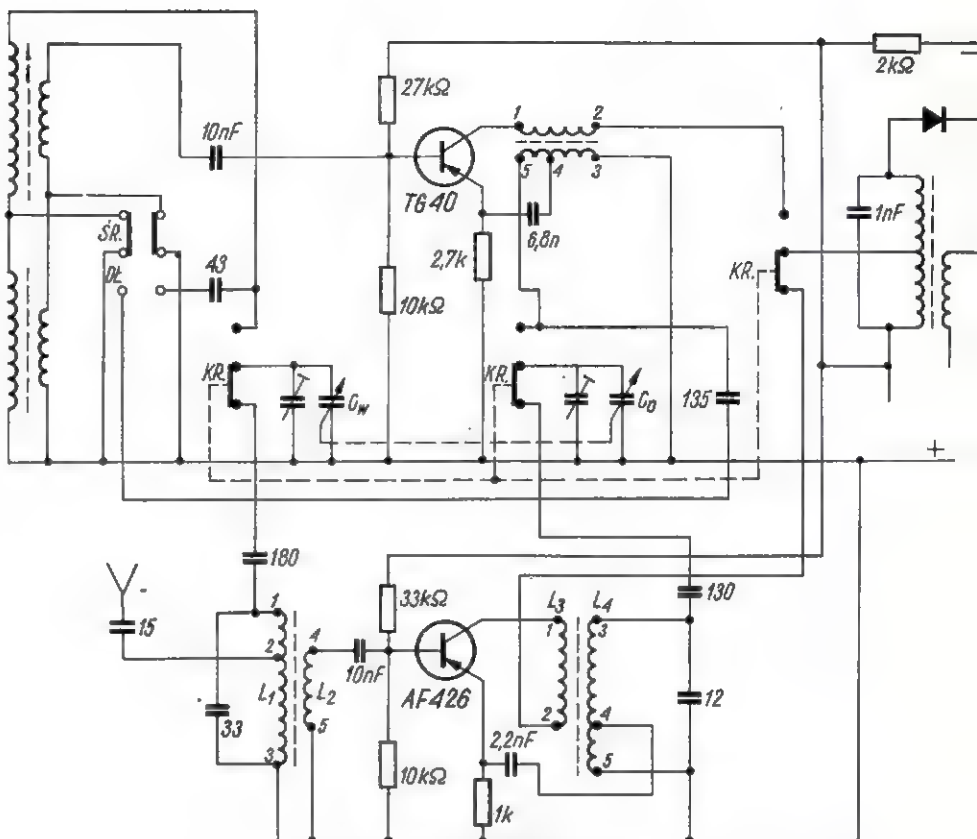 2kΩ
27kΩ
10nF
1
2
5
4
3
TG40
ŚR.
6,8n
1nF
DŁ.
43
2,7k
KR.
10kΩ
KR.
C_W
KR.
C_O
135
+
180
130
33kΩ
L3
L4
15
1
1
3
4
2
10nF
L1
L2
AF426
12
33
5
2
4
2,2nF
3
5
10kΩ
1k